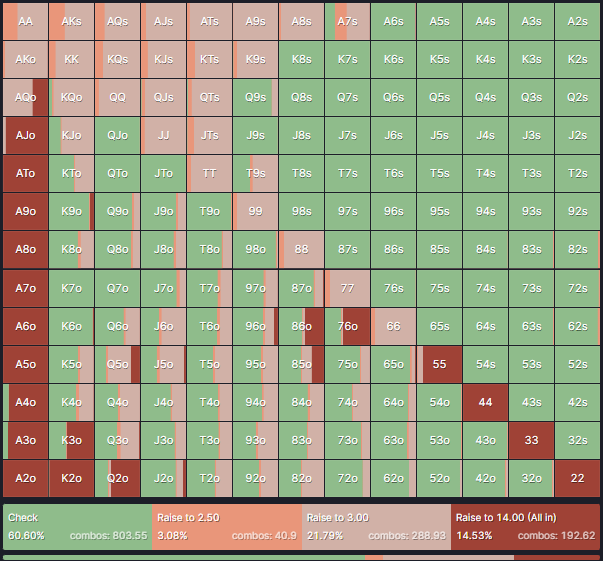 AA AKs AQs AJs ATs A9s A8s A7s A6s A5s A4s A3s A2s
AKo KK KQs KJs KTs K9s K8s K7s K6s K5s K4s K3s K2s
AQo KQo QQ QJs QTs Q9s Q8s Q7s Q6s Q5s Q4s Q3s Q2s
AJo KJo QJo JJ JTs J9s J8s J7s J6s J5s J4s J3s J2s
ATo KTo QTo JTo TT T9s T8s T7s T6s T5s T4s T3s T2s
A9o K9o Q9o J9o T9o 99 98s 97s 96s 95s 94s 93s 92s
A8o K8o Q8o J8o T8o 98o 88 87s 86s 85s 84s 83s 82s
A7o K7o Q7o J7o T7o 97o 87o 77 76s 75s 74s 73s 72s
A6o K6o Q6o J6o T6o 96o 86o 76o 66 65s 64s 63s 62s
A5o K5o Q5o J5o T5o 95o 85o 75o 65o 55 54s 53s 52s
A4o K4o Q4o J4o T4o 94o 84o 74o 64o 54o 44 43s 42s
A3o K3o Q3o J3o T3o 93o 83o 73o 63o 53o 43o 33 32s
A2o K2o Q2o J2o T2o 92o 82o 72o 62o 52o 42o 32o 22
Check Raise to 2.50 Raise to 3.00 Raise to 14.00 (All in)
60.60% combos: 803.55 3.08% combos: 40.9 21.79% combos: 288.93 14.53% combos: 192.62